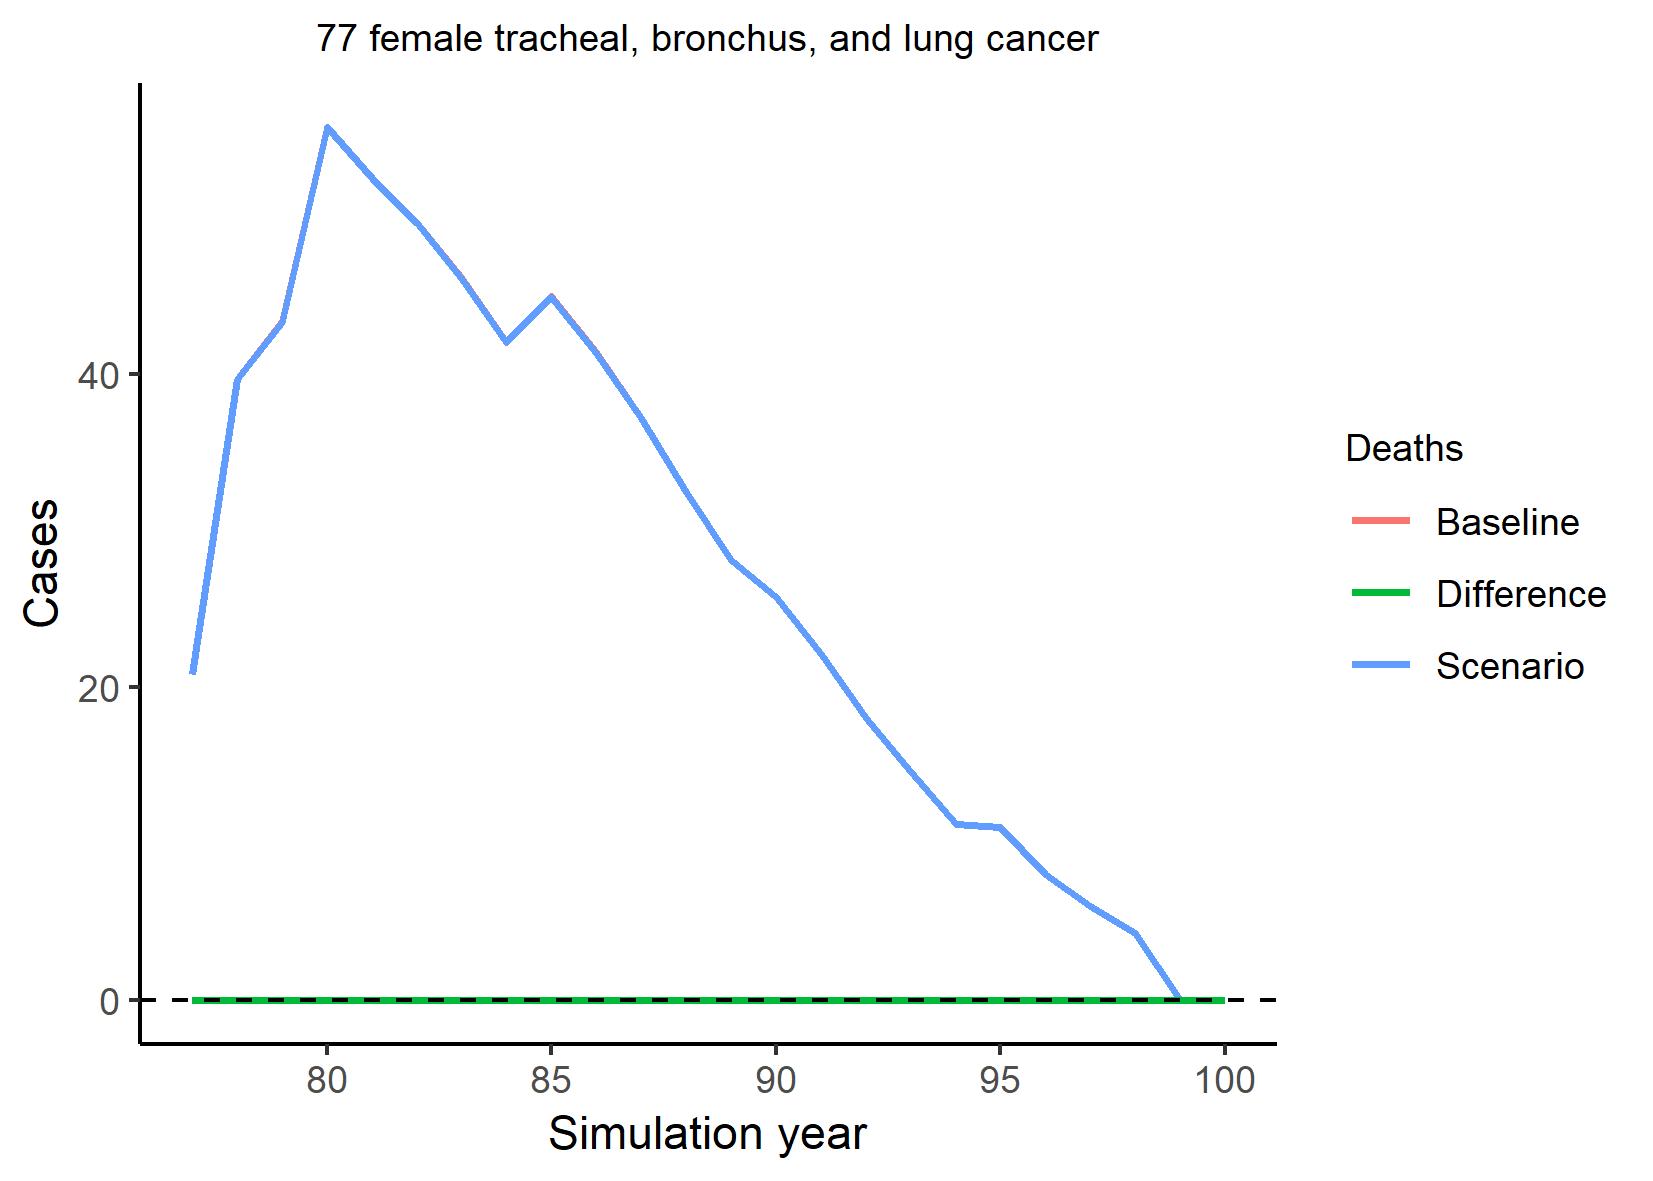 77 female tracheal, bronchus, and lung cancer
Cases
40
20
0
80
85
90
95
100
Simulation year
Deaths
Baseline
Difference
Scenario